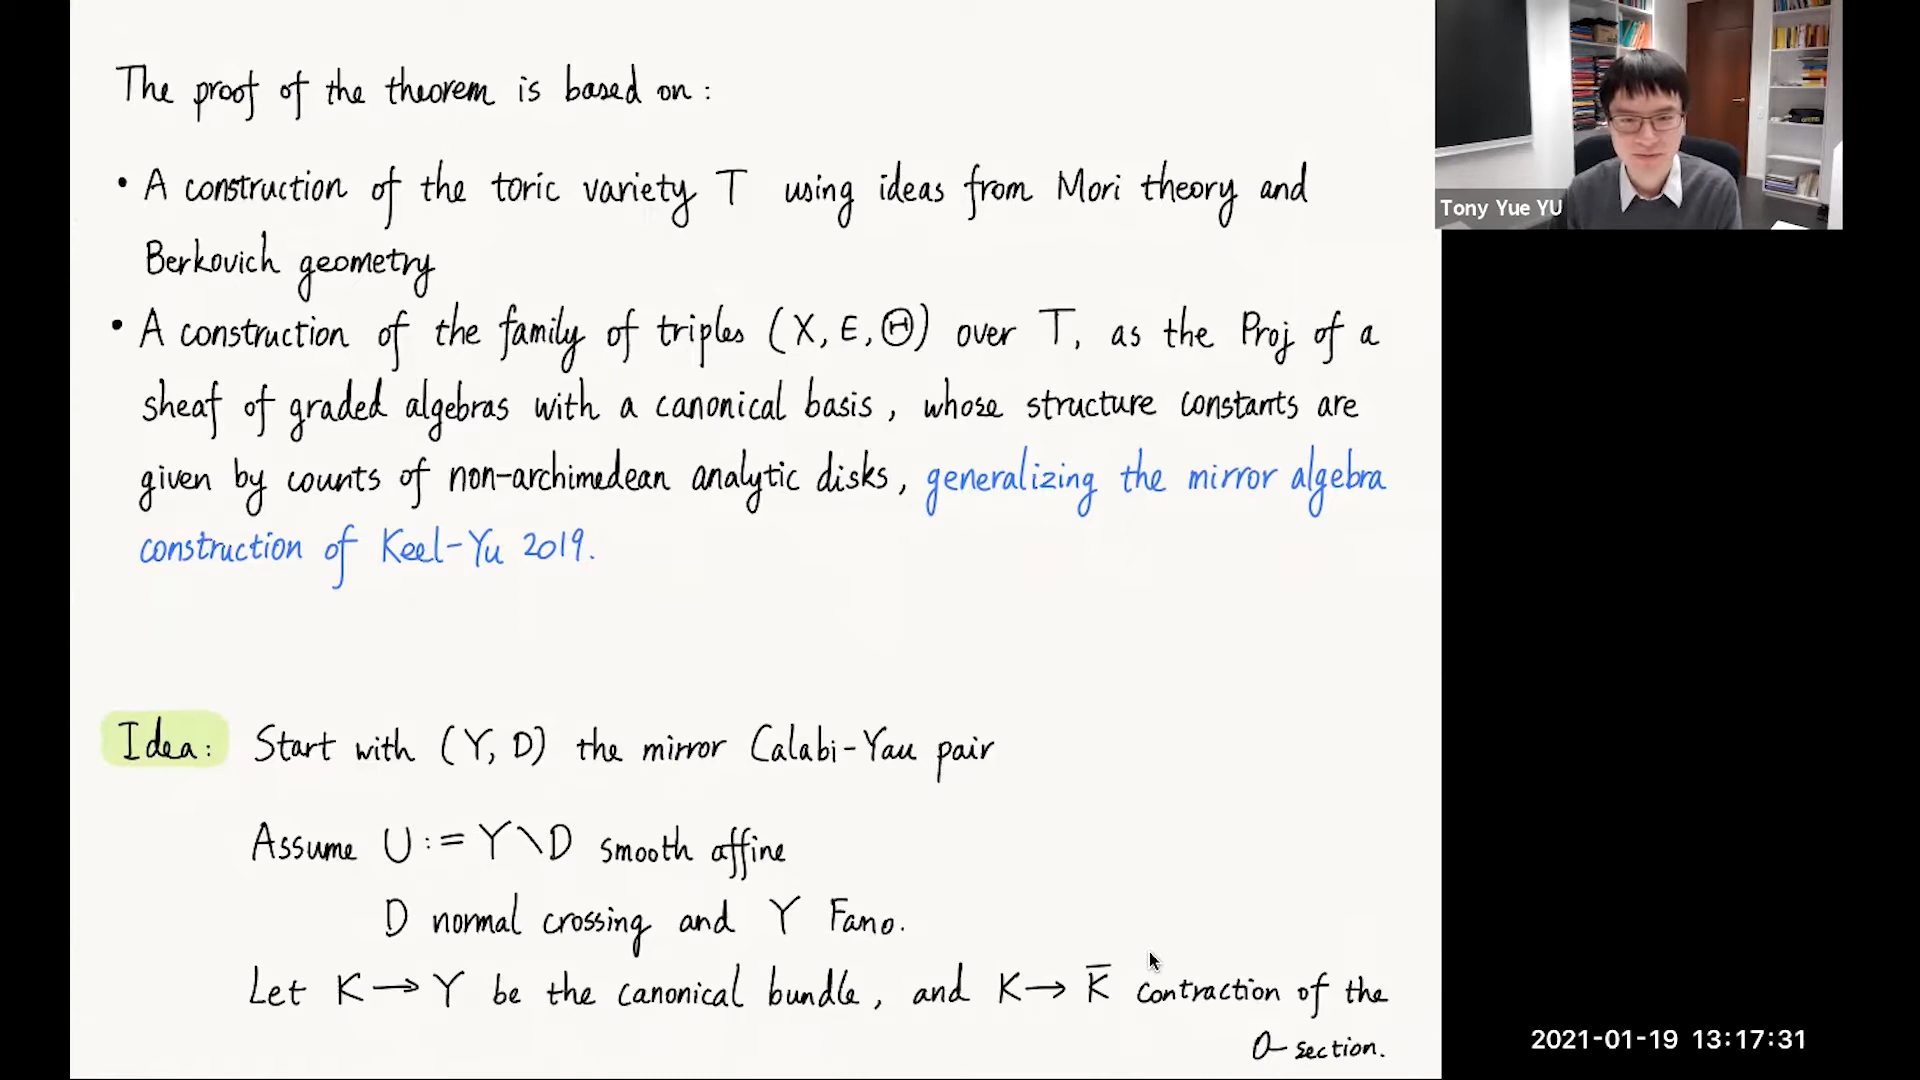 The proof of the theorem is based on:
• A construction of the toric variety T using ideas from Mori theory and
Berkovich geometry
• A construction of the family of triples (X, E, Θ) over T, as the Proj of a
sheaf of graded algebras with a canonical basis, whose structure constants are
given by counts of non-archimedean analytic disks, generalizing the mirror algebra
construction of Keel-Yu 2019.
Idea: Start with (Y, D) the mirror Calabi-Yau pair
Assume U := Y \ D smooth affine
D normal crossing and Y Fano.
Let K → Y be the canonical bundle, and K → K̅ contraction of the
0-section.
Tony Yue YU
2021-01-19 13:17:31